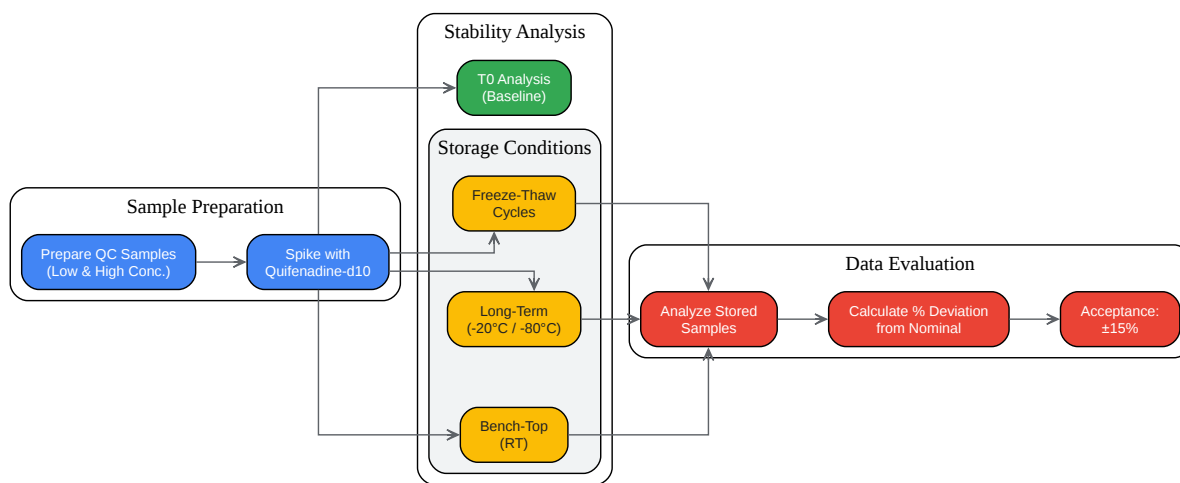 Stability Analysis
T0 Analysis
(Baseline)
Storage Conditions
Freeze-Thaw
Cycles
Sample Preparation
Prepare QC Samples
(Low & High Conc.)
Spike with
Quifenadine-d10
Long-Term
(-20°C / -80°C)
Bench-Top
(RT)
Data Evaluation
Analyze Stored
Samples
Calculate % Deviation
from Nominal
Acceptance:
±15%